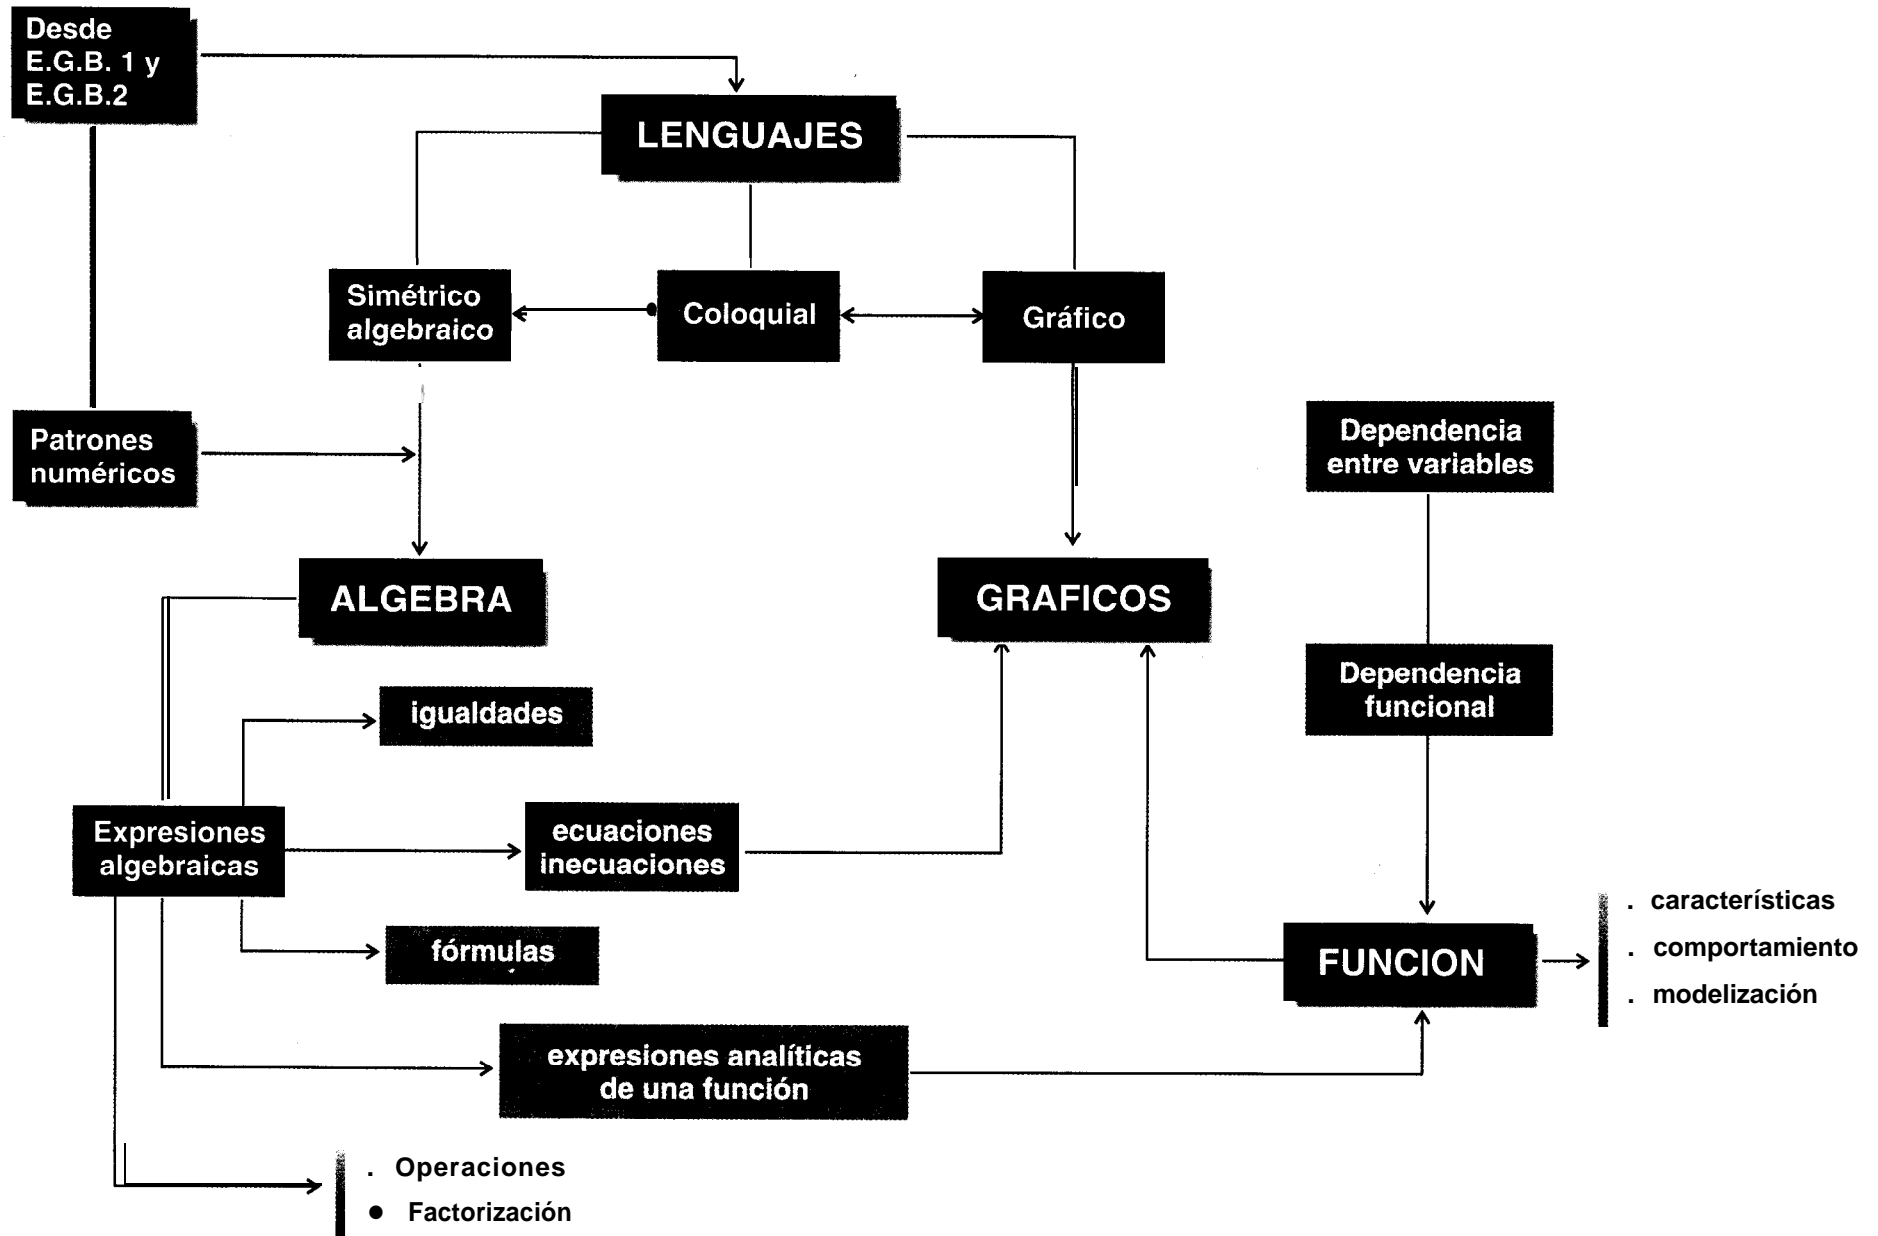 Desde
E.G.B. 1 y
E.G.B.2
LENGUAJES
Simétrico
algebraico
Coloquial
Gráfico
Patrones
numéricos
Dependencia
entre variables
ALGEBRA
GRAFICOS
Dependencia
funcional
igualdades
Expresiones
algebraicas
ecuaciones
inecuaciones
fórmulas
FUNCION
. características
. comportamiento
. modelización
expresiones analíticas
de una función
. Operaciones
● Factorización